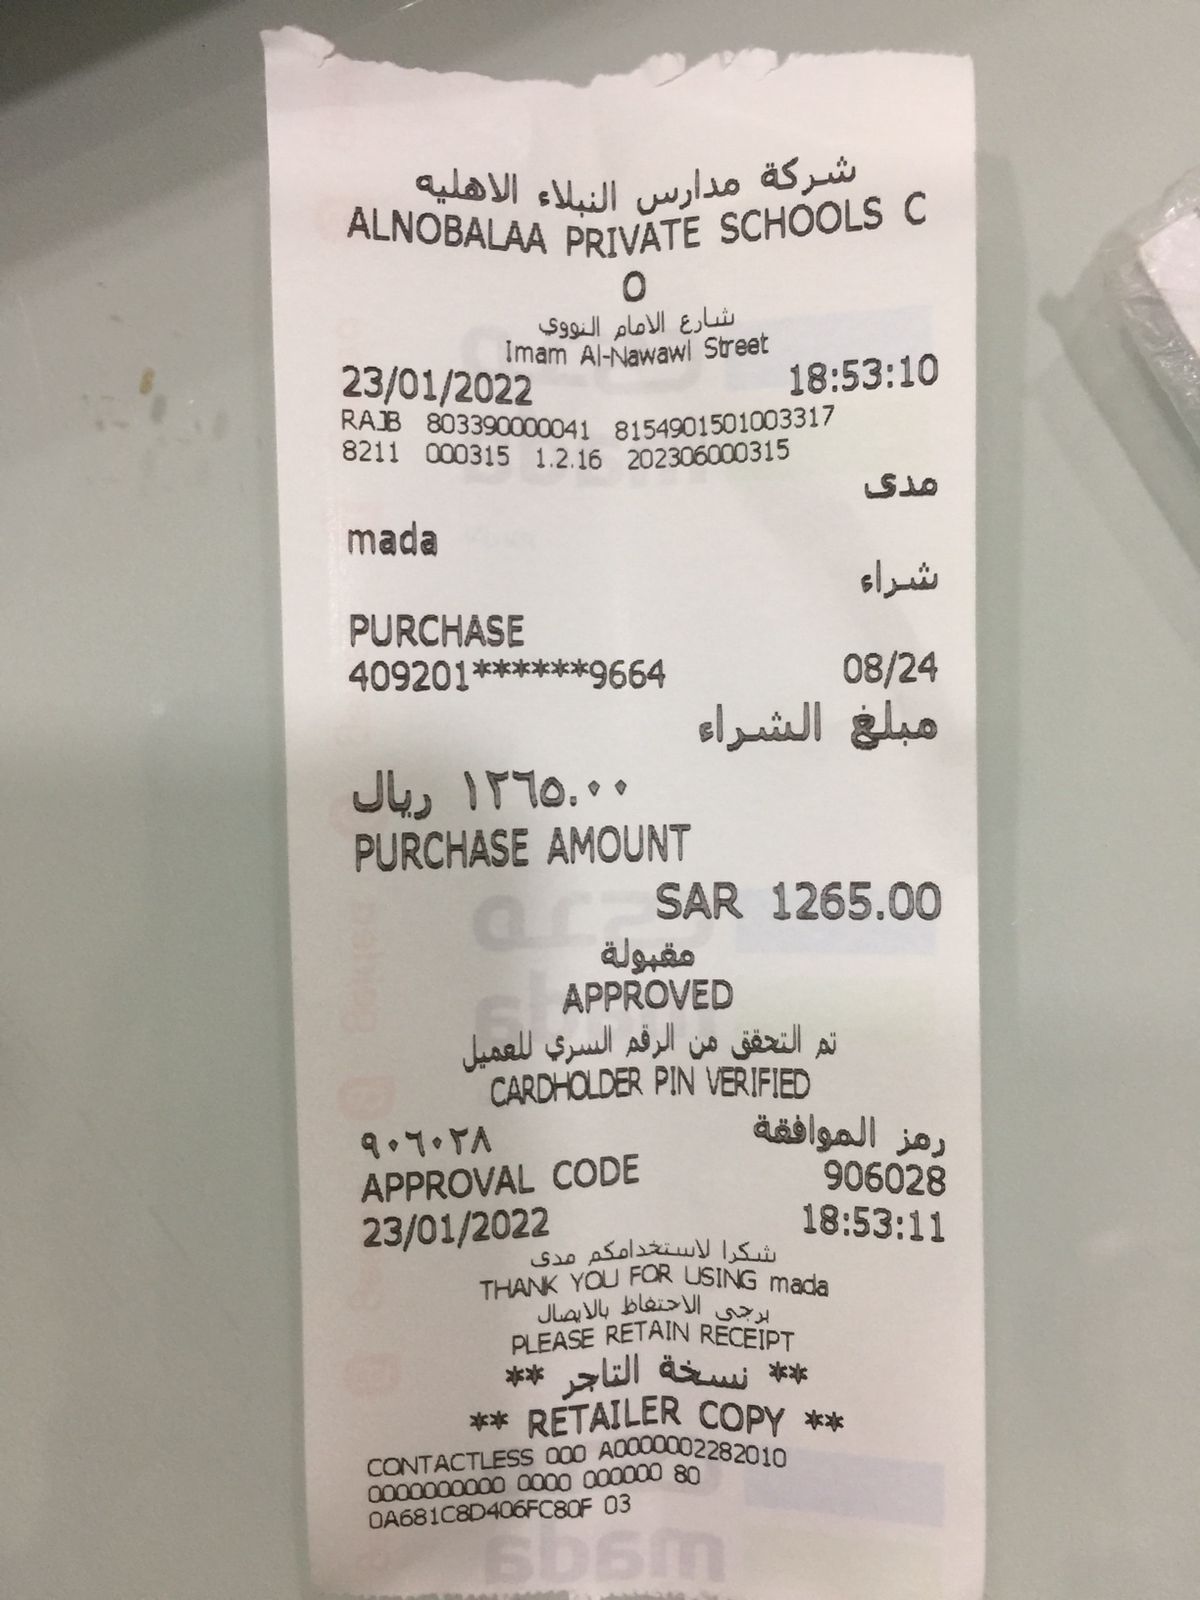 شركة مدارس النبلاء الاهليه
ALNOBALAA PRIVATE SCHOOLS C
O
شارع الامام النووي
Imam Al-Nawawi Street
23/01/2022 18:53:10
RAJB 803390000041 8154901501003317
8211 000315 1.2.16 202306000315
مدى
mada
شراء
PURCHASE
409201******9664 08/24
مبلغ الشراء
١٢٦٥.٠٠ ريال
PURCHASE AMOUNT
SAR 1265.00
مقبولة
APPROVED
تم التحقق من الرقم السري للعميل
CARDHOLDER PIN VERIFIED
رمز الموافقة ٩٠٦٠٢٨
APPROVAL CODE 906028
23/01/2022 18:53:11
شكرا لاستخدامكم مدى
THANK YOU FOR USING mada
يرجى الاحتفاظ بالايصال
PLEASE RETAIN RECEIPT
** نسخة التاجر **
** RETAILER COPY **
CONTACTLESS 000 A0000002282010
0000000000 0000 000000 80
0A681C8D406FC80F 03